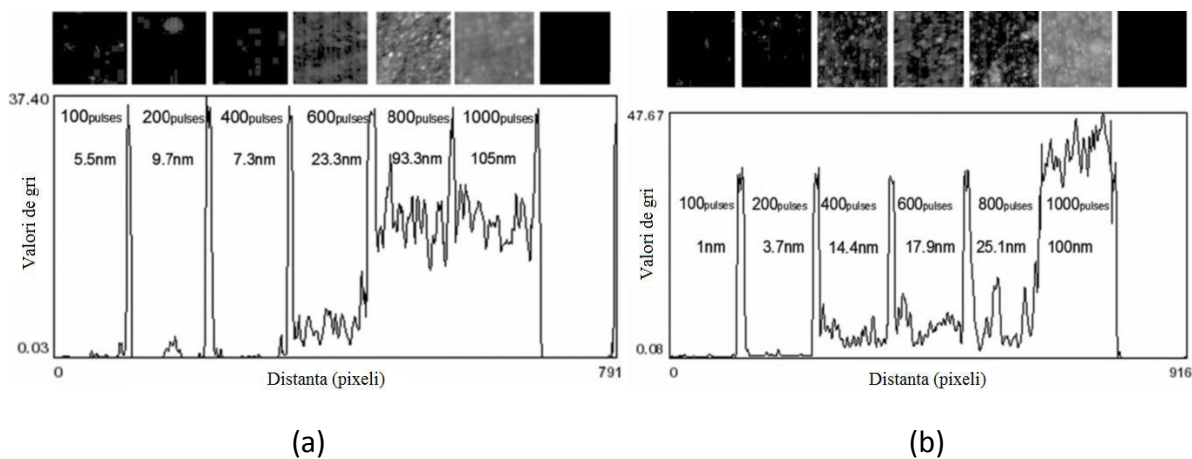 37.40
100pulses 200pulses 400pulses 600pulses 800pulses 1000pulses
5.5nm 9.7nm 7.3nm 23.3nm 93.3nm 105nm
Valori de gri
0.03
0 Distanta (pixeli) 791
(a)
47.67
100pulses 200pulses 400pulses 600pulses 800pulses 1000pulses
1nm 3.7nm 14.4nm 17.9nm 25.1nm 100nm
Valori de gri
0.08
0 Distanta (pixeli) 916
(b)